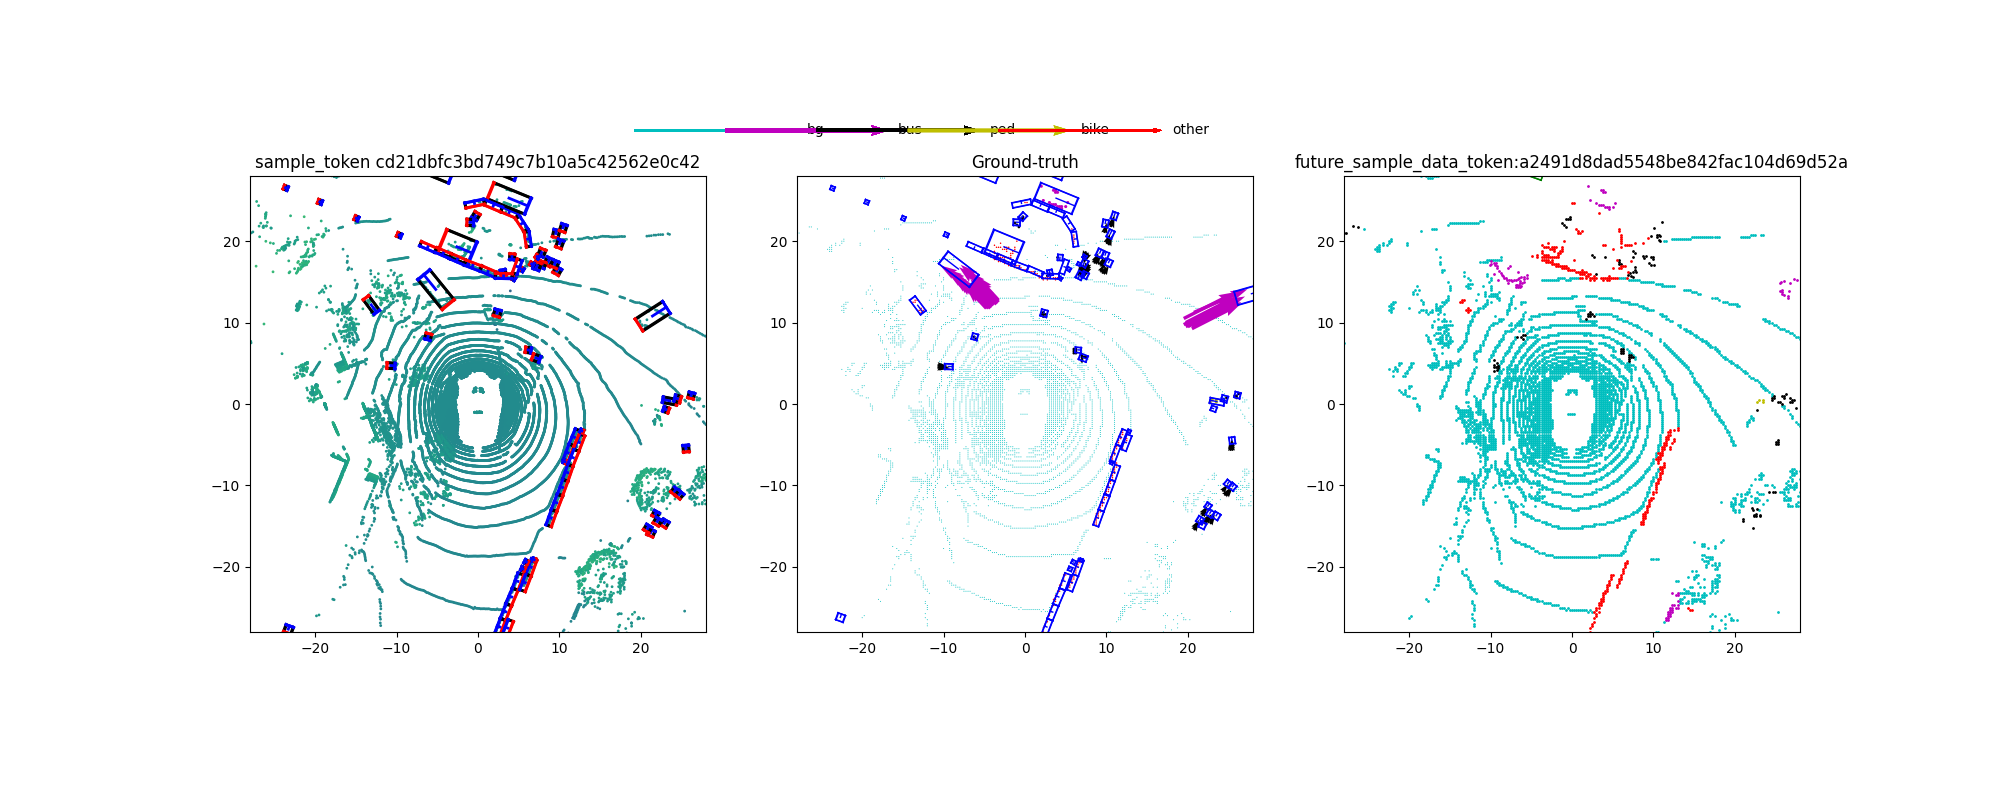 bg bus ped bike other
sample_token cd21dbfc3bd749c7b10a5c42562e0c42
Ground-truth
future_sample_data_token:a2491d8dad5548be842fac104d69d52a
20
10
0
−10
−20
−20 −10 0 10 20
20
10
0
−10
−20
−20 −10 0 10 20
20
10
0
−10
−20
−20 −10 0 10 20